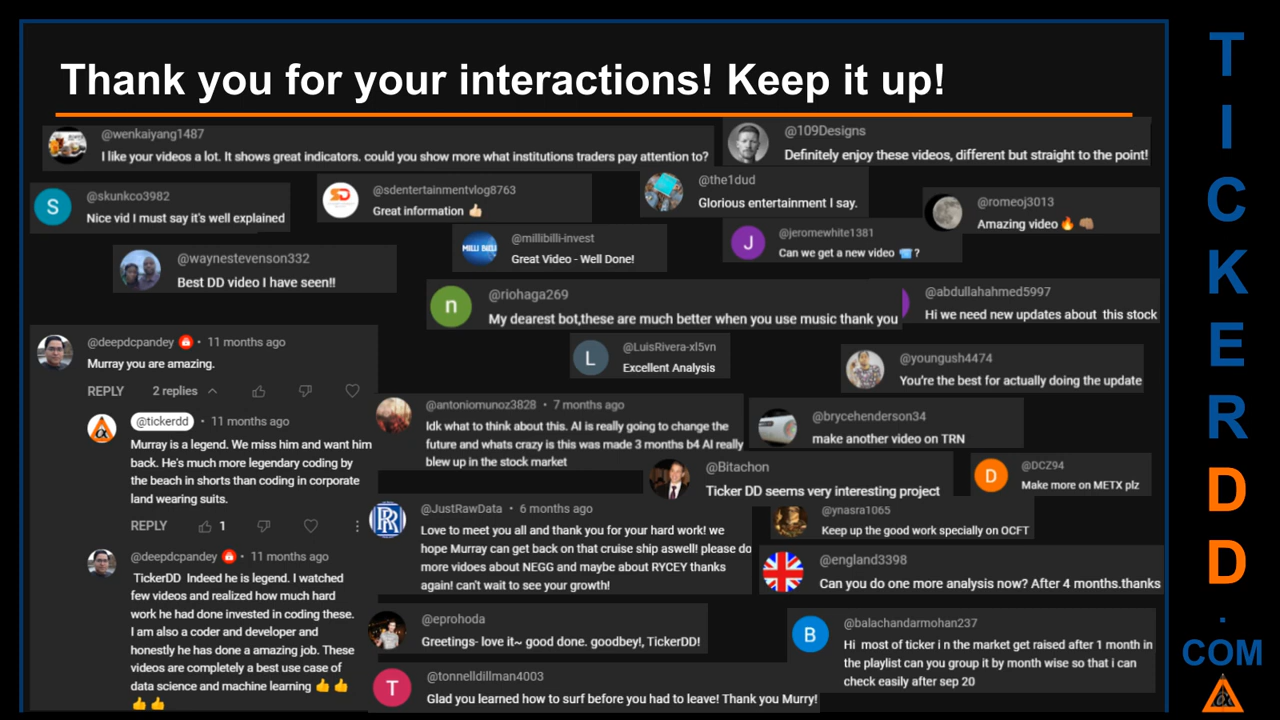 Thank you for your interactions! Keep it up!
@wenkaiyang1487
I like your videos a lot. It shows great indicators. could you show more what institutions traders pay attention to?
@109Designs
Definitely enjoy these videos, different but straight to the point!
@skunkco3982
Nice vid I must say it's well explained
@sdentertainmentvlog8763
Great information 👍🏻
@the1dud
Glorious entertainment I say.
@romeoj3013
Amazing video 🔥 👊🏽
@millibilli-invest
Great Video - Well Done!
@jeromewhite1381
Can we get a new video ?
@waynestevenson332
Best DD video I have seen!!
@riohaga269
My dearest bot,these are much better when you use music thank you
@abdullahahmed5997
Hi we need new updates about this stock
@LuisRivera-xl5vn
Excellent Analysis
@youngush4474
You're the best for actually doing the update
@deepdcpandey • 11 months ago
Murray you are amazing.
REPLY 2 replies
@tickerdd • 11 months ago
Murray is a legend. We miss him and want him
back. He's much more legendary coding by
the beach in shorts than coding in corporate
land wearing suits.
REPLY 1
@deepdcpandey • 11 months ago
TickerDD Indeed he is legend. I watched
few videos and realized how much hard
work he had done invested in coding these.
I am also a coder and developer and
honestly he has done a amazing job. These
videos are completely a best use case of
data science and machine learning 👍👍
👍👍
@antoniomunoz3828 • 7 months ago
Idk what to think about this. AI is really going to change the
future and whats crazy is this was made 3 months b4 AI really
blew up in the stock market
@brycehenderson34
make another video on TRN
@Bitachon
Ticker DD seems very interesting project
@DCZ94
Make more on METX plz
@JustRawData • 6 months ago
Love to meet you all and thank you for your hard work! we
hope Murray can get back on that cruise ship aswell! please do
more vidoes about NEGG and maybe about RYCEY thanks
again! can't wait to see your growth!
@ynasra1065
Keep up the good work specially on OCFT
@england3398
Can you do one more analysis now? After 4 months.thanks
@eprohoda
Greetings- love it~ good done. goodbey!, TickerDD!
@balachandarmohan237
Hi most of ticker i n the market get raised after 1 month in
the playlist can you group it by month wise so that i can
check easily after sep 20
@tonnelldillman4003
Glad you learned how to surf before you had to leave! Thank you Murry!
S
SD
MILLI BILLI
J
n
L
D
RR
B
T
TICKERDD
.
COM
α